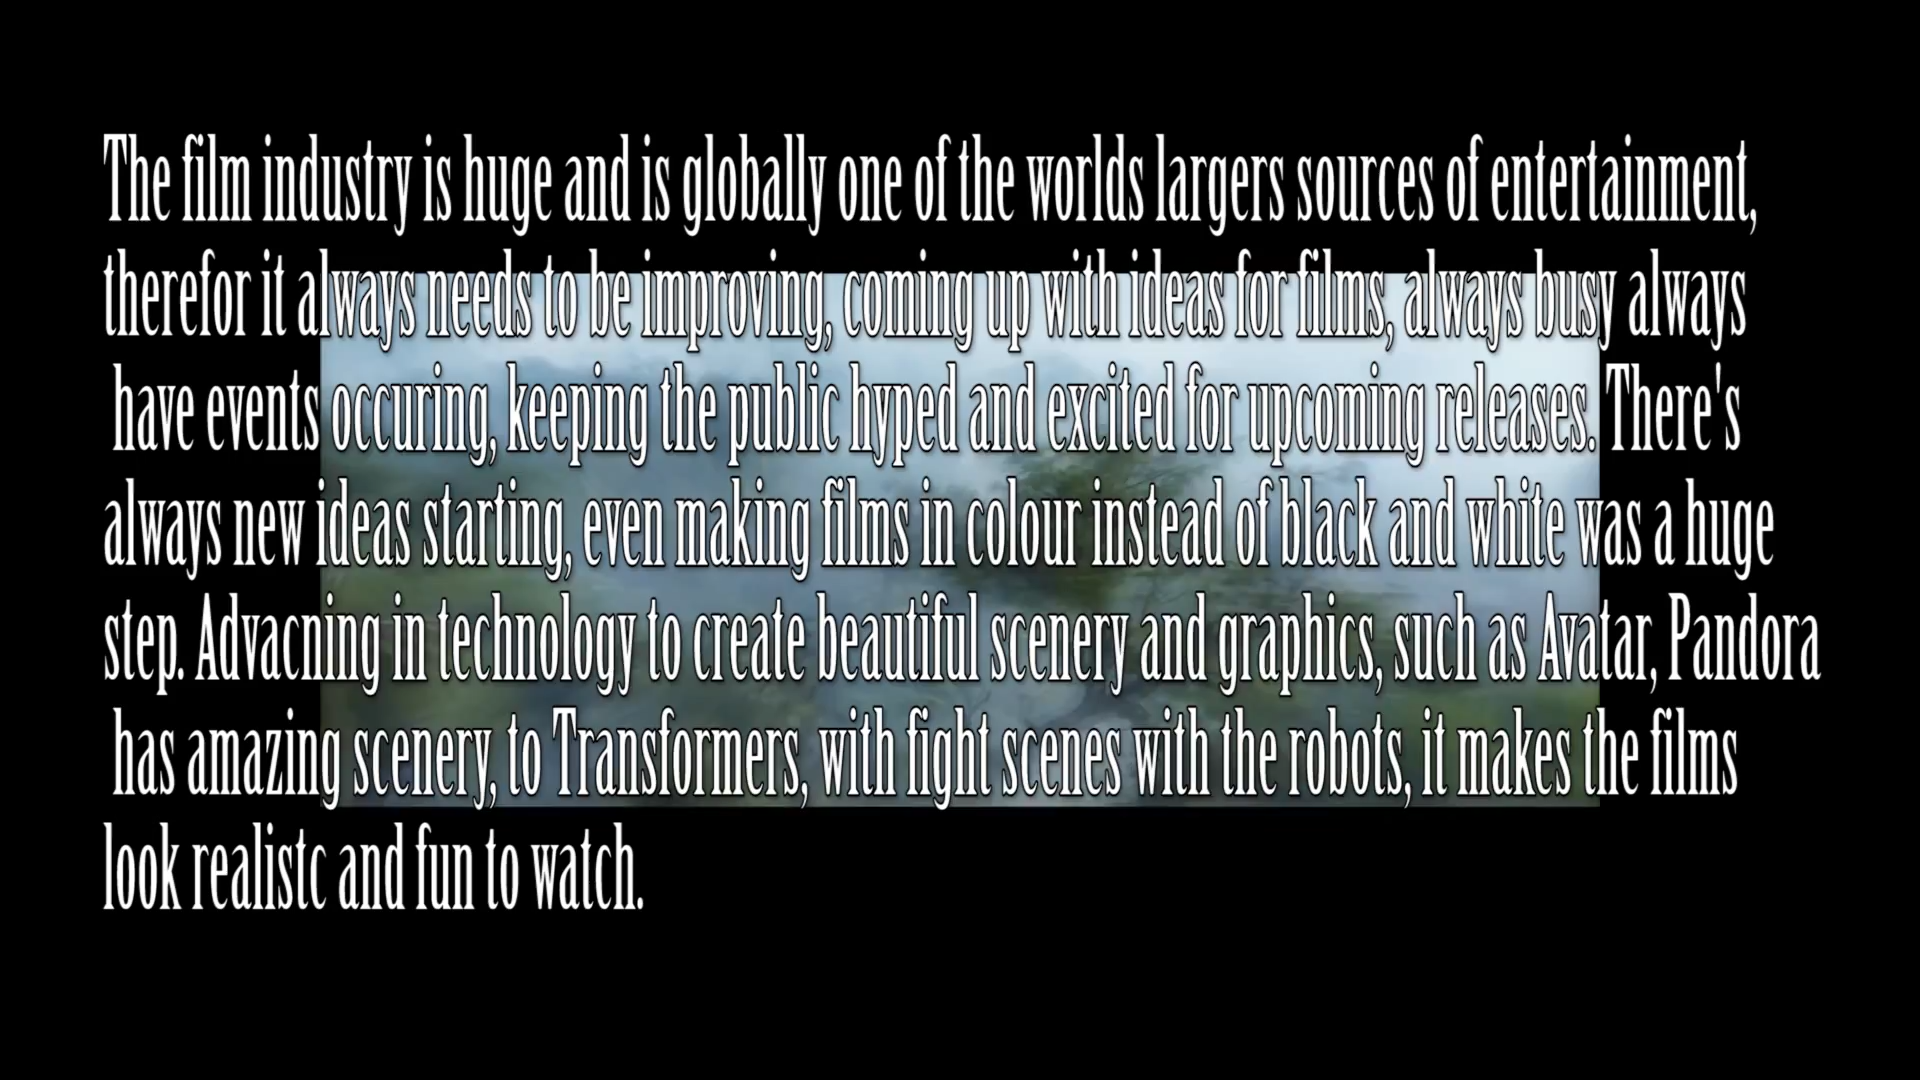 The film industry is huge and is globally one of the worlds largers sources of entertainment,
therefor it always needs to be improving, coming up with ideas for films, always busy always
have events occuring, keeping the public hyped and excited for upcoming releases. There's
always new ideas starting, even making films in colour instead of black and white was a huge
step. Advacning in technology to create beautiful scenery and graphics, such as Avatar, Pandora
has amazing scenery, to Transformers, with fight scenes with the robots, it makes the films
look realistc and fun to watch.